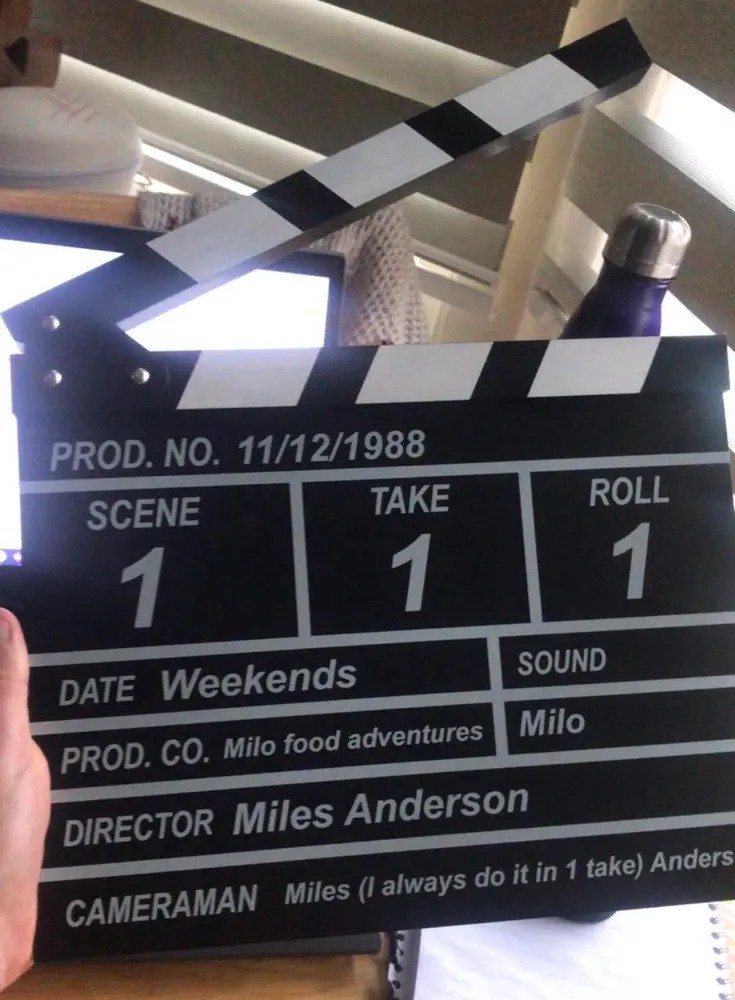 PROD. NO. 11/12/1988
SCENE TAKE ROLL
1 1 1
DATE Weekends SOUND
PROD. CO. Milo food adventures Milo
DIRECTOR Miles Anderson
CAMERAMAN Miles (I always do it in 1 take) Anders